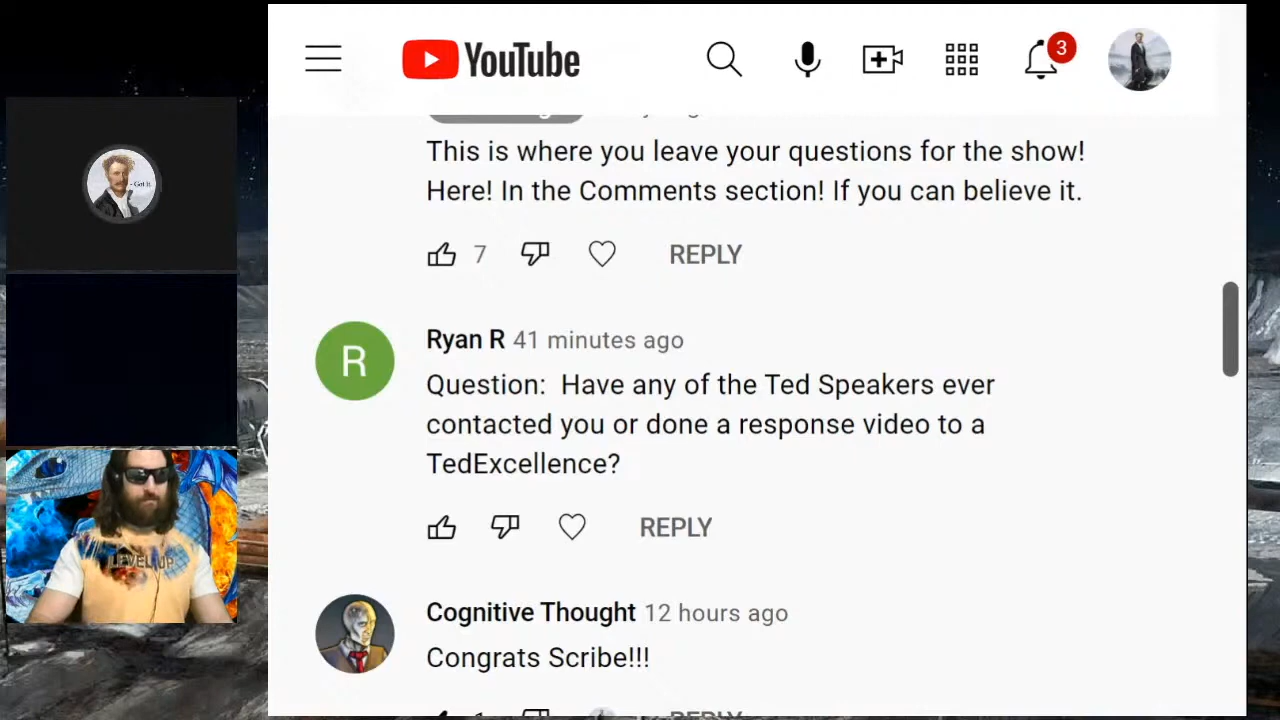 YouTube
3
This is where you leave your questions for the show!
Here! In the Comments section! If you can believe it.
7
REPLY
Ryan R 41 minutes ago
Question: Have any of the Ted Speakers ever
contacted you or done a response video to a
TedExcellence?
R
REPLY
Cognitive Thought 12 hours ago
Congrats Scribe!!!
REPLY
- Got It.
LEVEL UP